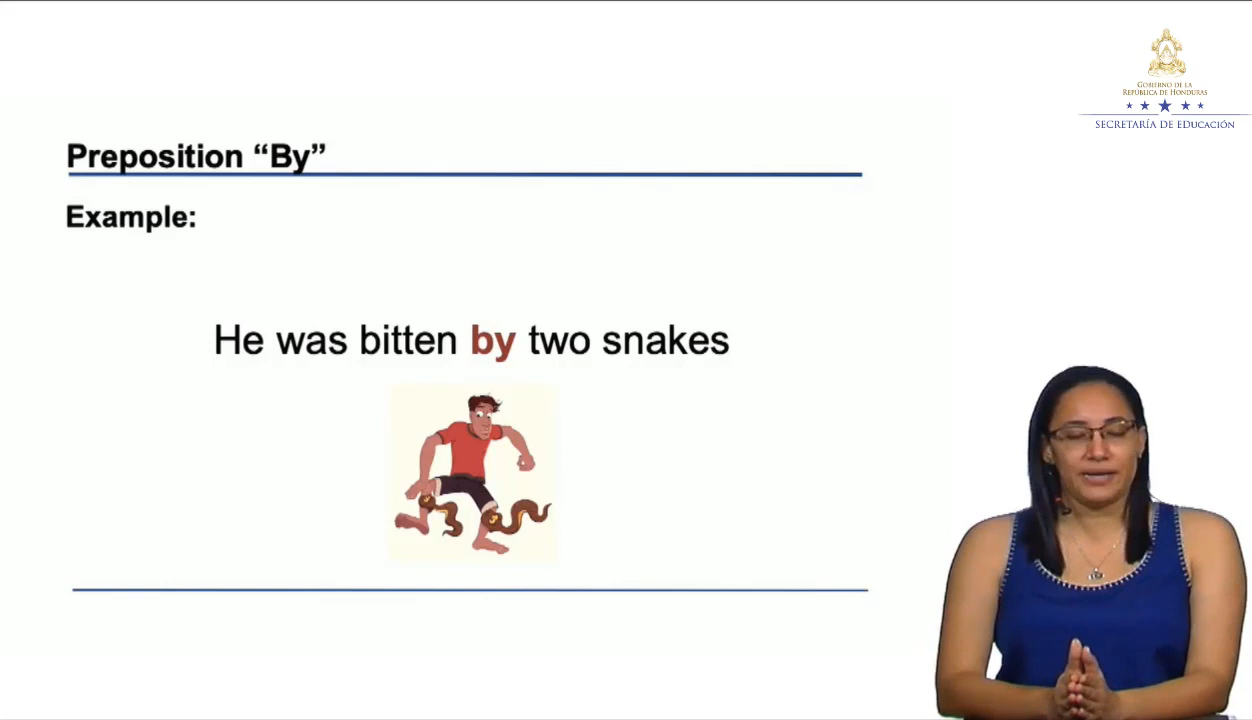 GOBIERNO DE LA
REPÚBLICA DE HONDURAS
SECRETARÍA DE EDUCACIÓN
Preposition “By”
Example:
He was bitten by two snakes